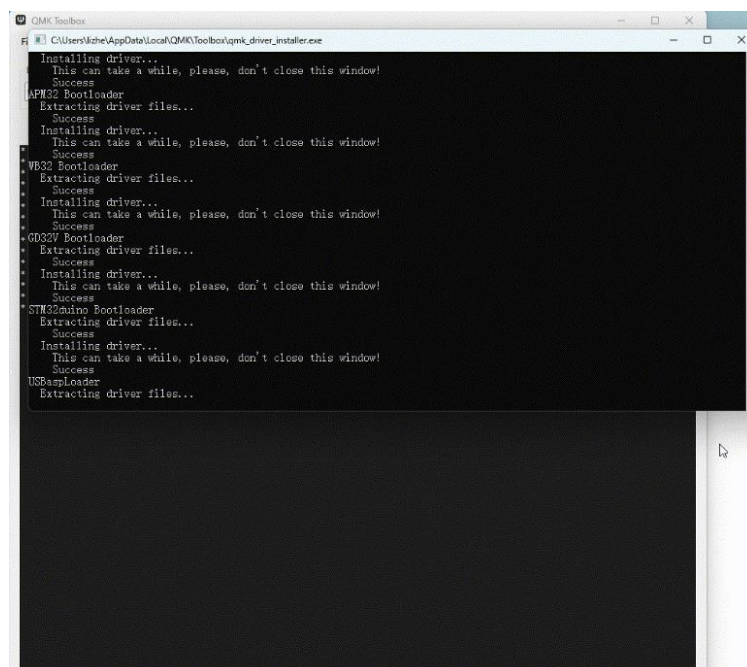 QMK Toolbox
C:\Users\lizhe\AppData\Local\QMK\Toolbox\qmk_driver_installer.exe
Installing driver...
This can take a while, please, don't close this window!
Success
APM32 Bootloader
Extracting driver files...
Success
Installing driver...
This can take a while, please, don't close this window!
Success
WB32 Bootloader
Extracting driver files...
Success
Installing driver...
This can take a while, please, don't close this window!
Success
GD32V Bootloader
Extracting driver files...
Success
Installing driver...
This can take a while, please, don't close this window!
Success
STM32duino Bootloader
Extracting driver files...
Success
Installing driver...
This can take a while, please, don't close this window!
Success
USBaspLoader
Extracting driver files...